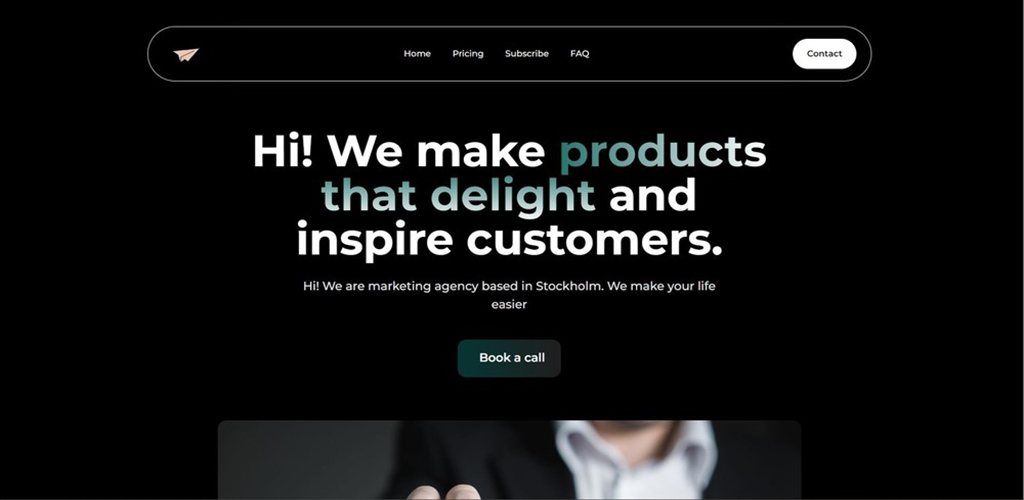 Home Pricing Subscribe FAQ Contact
Hi! We make products
that delight and
inspire customers.
Hi! We are marketing agency based in Stockholm. We make your life
easier
Book a call